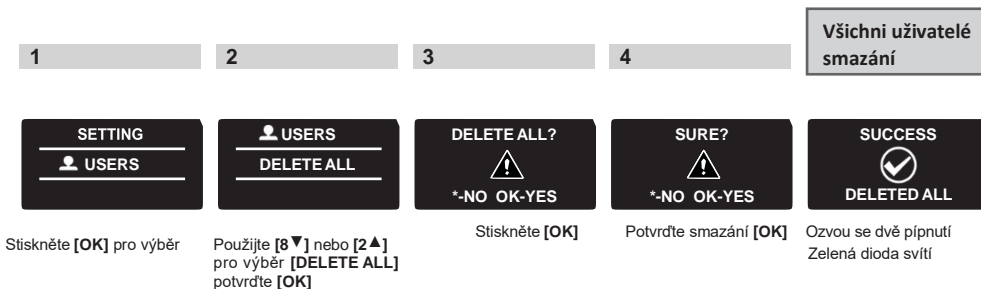 Všichni uživatelé
smazání
1
2
3
4
SETTING
USERS
USERS
DELETE ALL
DELETE ALL?
*-NO OK-YES
SURE?
*-NO OK-YES
SUCCESS
DELETED ALL
Stiskněte [OK] pro výběr
Použijte [8▼] nebo [2▲]
pro výběr [DELETE ALL]
potvrďte [OK]
Stiskněte [OK]
Potvrďte smazání [OK]
Ozvou se dvě pípnutí
Zelená dioda svítí